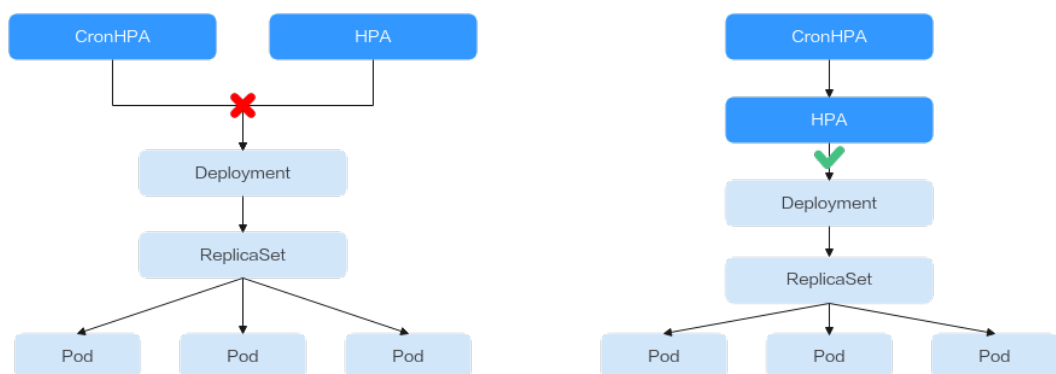 CronHPA
HPA
Deployment
ReplicaSet
Pod
Pod
Pod
CronHPA
HPA
Deployment
ReplicaSet
Pod
Pod
Pod